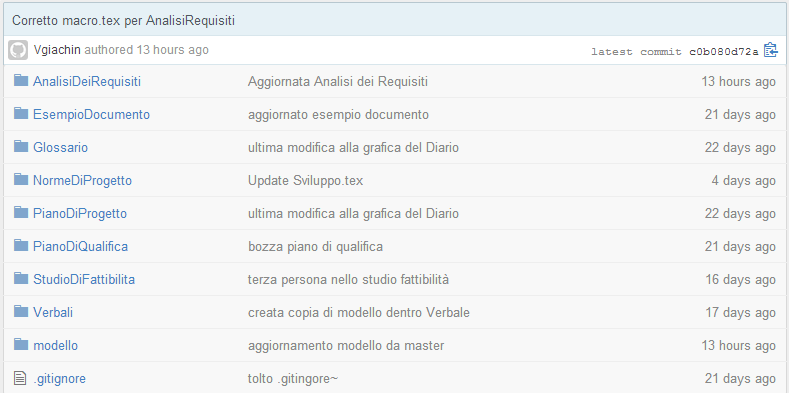 Corretto macro.tex per AnalisiRequisiti
Vgiachin authored 13 hours ago latest commit c0b080d72a
AnalisiDeiRequisiti Aggiornata Analisi dei Requisiti 13 hours ago
EsempioDocumento aggiornato esempio documento 21 days ago
Glossario ultima modifica alla grafica del Diario 22 days ago
NormeDiProgetto Update Sviluppo.tex 4 days ago
PianoDiProgetto ultima modifica alla grafica del Diario 22 days ago
PianoDiQualifica bozza piano di qualifica 21 days ago
StudioDiFattibilita terza persona nello studio fattibilità 16 days ago
Verbali creata copia di modello dentro Verbale 17 days ago
modello aggiornamento modello da master 13 hours ago
.gitignore tolto .gitingore~ 21 days ago